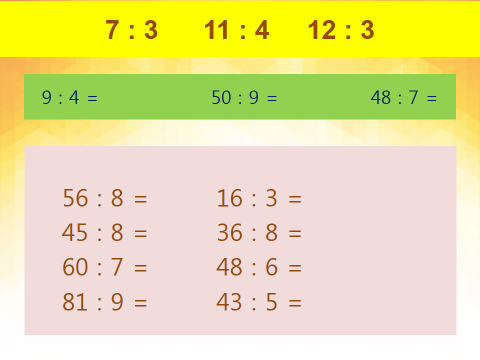 7 : 3 11 : 4 12 : 3
9 : 4 = 50 : 9 = 48 : 7 =
56 : 8 = 16 : 3 =
45 : 8 = 36 : 8 =
60 : 7 = 48 : 6 =
81 : 9 = 43 : 5 =